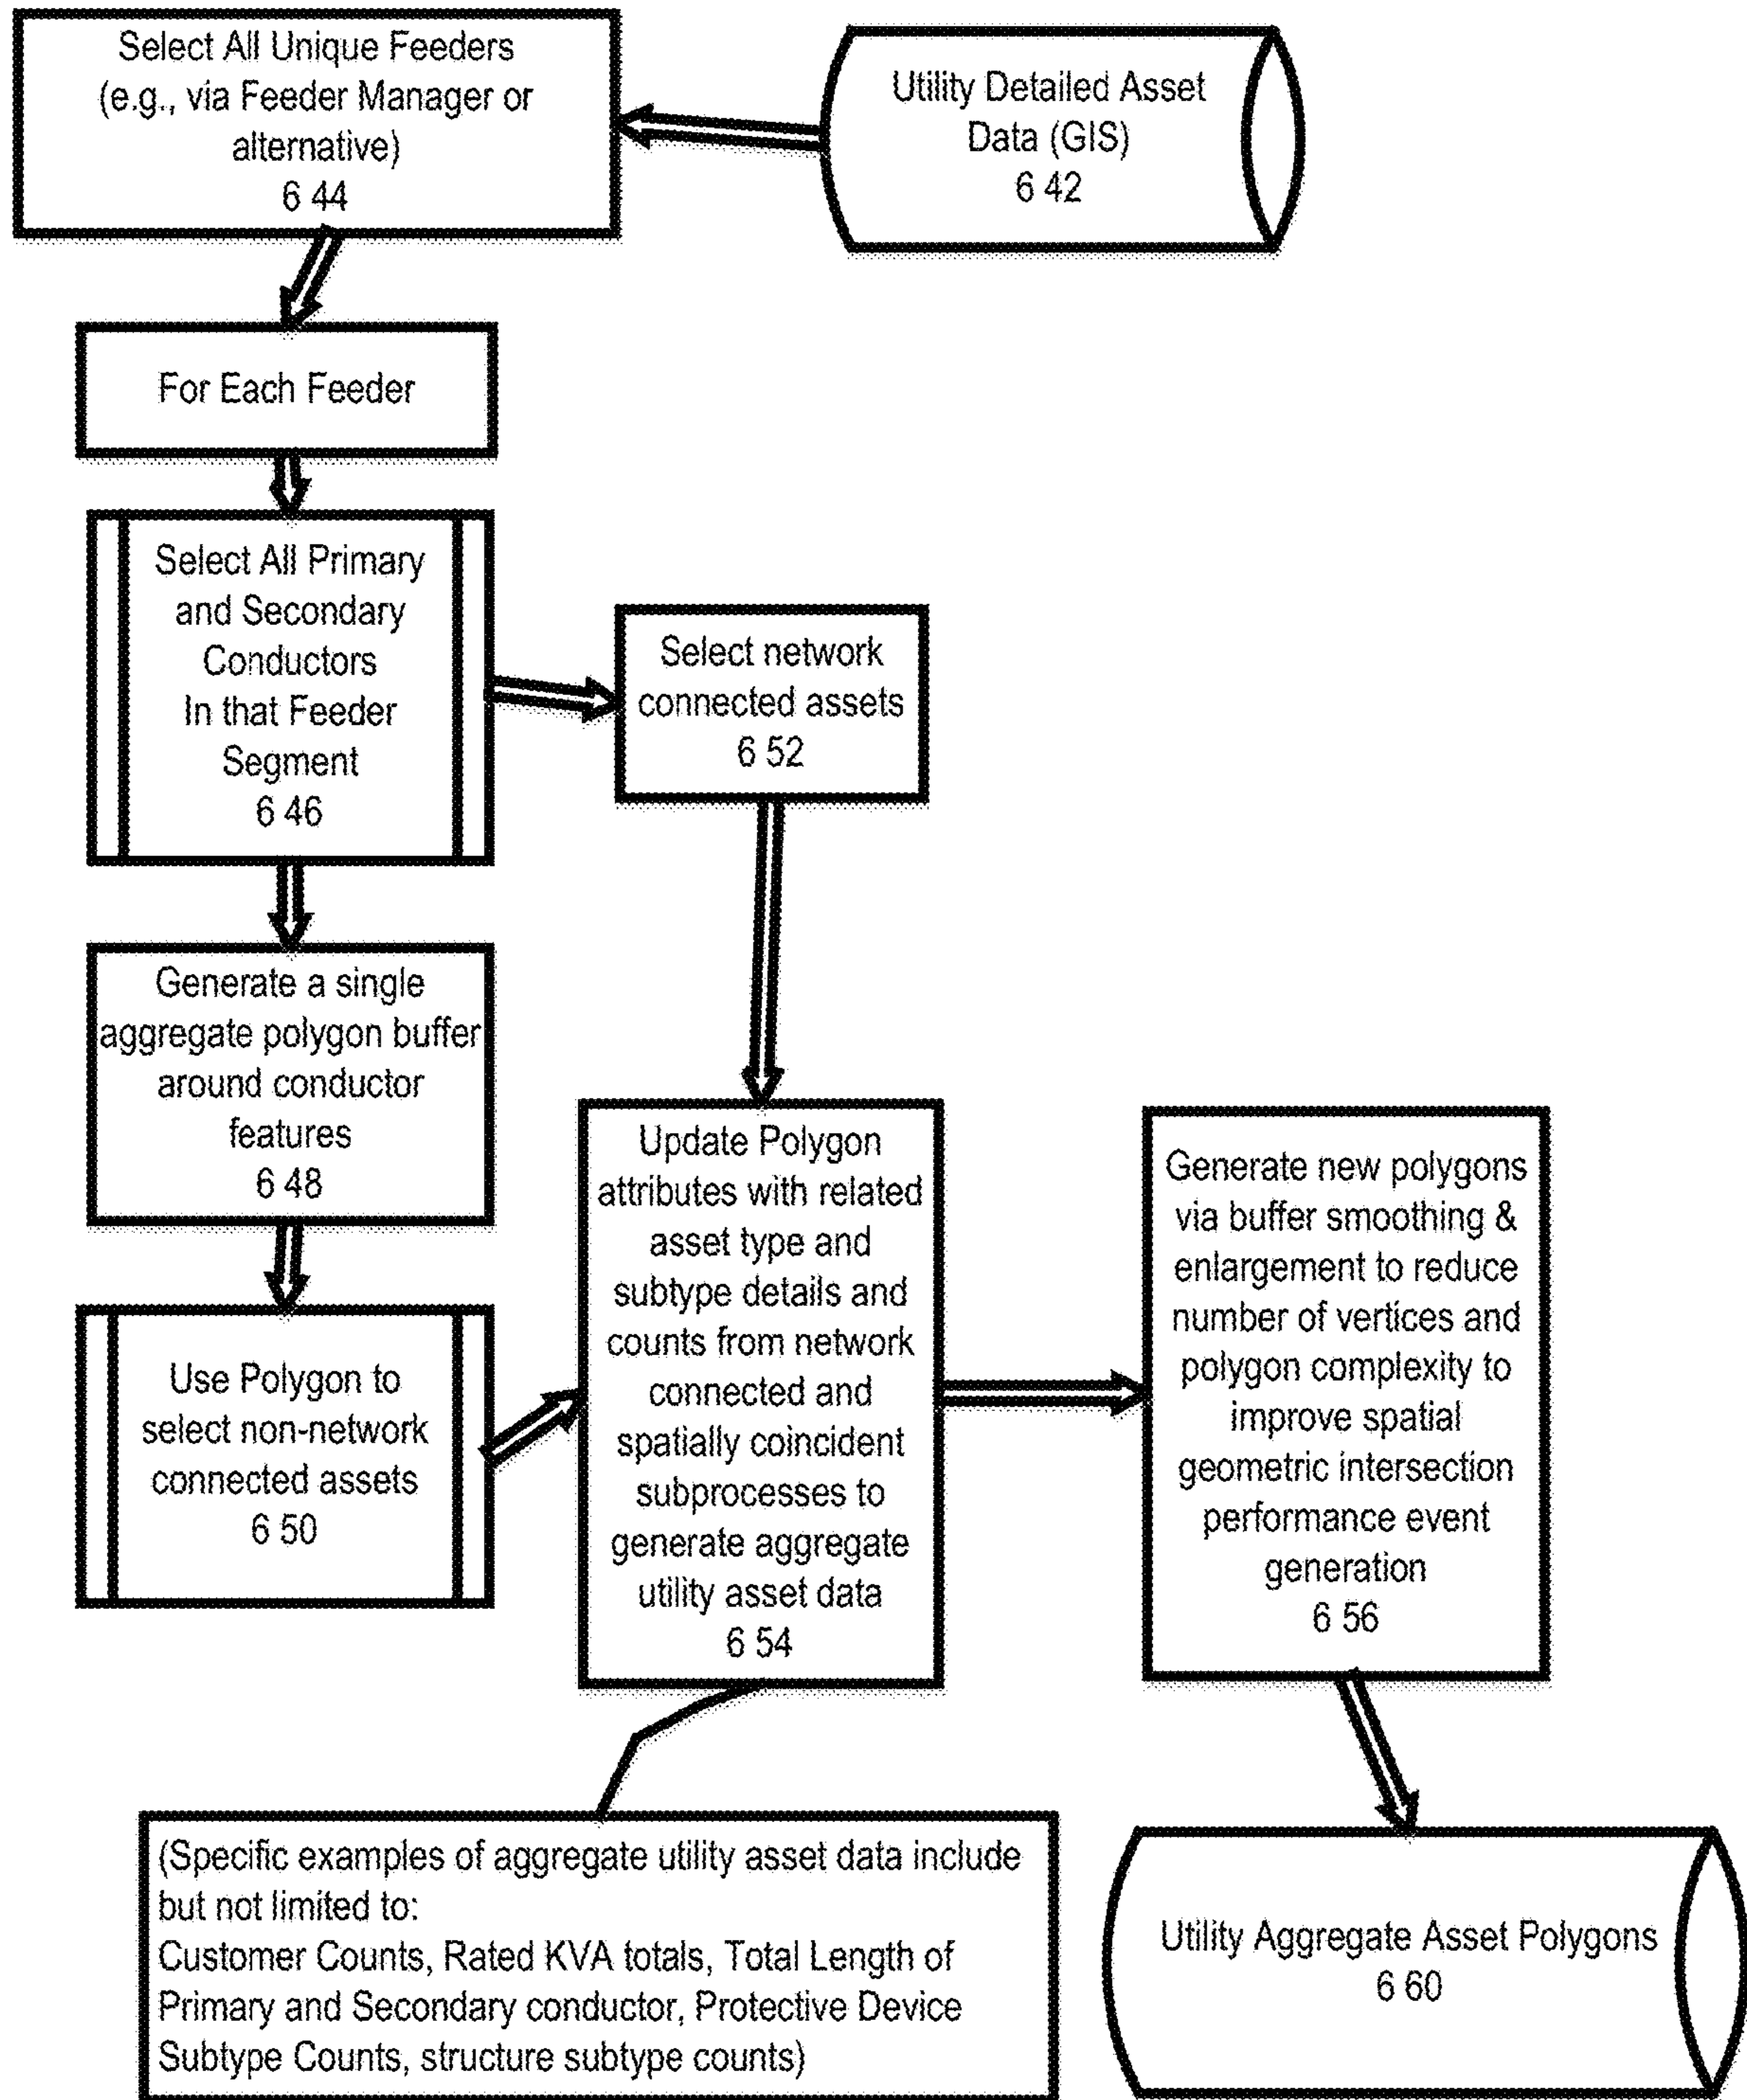 Select All Unique Feeders
(e.g., via Feeder Manager or
alternative)
6 44
Utility Detailed Asset
Data (GIS)
6 42
For Each Feeder
Select All Primary
and Secondary
Conductors
In that Feeder
Segment
6 46
Select network
connected assets
6 52
Generate a single
aggregate polygon buffer
around conductor
features
6 48
Use Polygon to
select non-network
connected assets
6 50
Update Polygon
attributes with related
asset type and
subtype details and
counts from network
connected and
spatially coincident
subprocesses to
generate aggregate
utility asset data
6 54
Generate new polygons
via buffer smoothing &
enlargement to reduce
number of vertices and
polygon complexity to
improve spatial
geometric intersection
performance event
generation
6 56
(Specific examples of aggregate utility asset data include
but not limited to:
Customer Counts, Rated KVA totals, Total Length of
Primary and Secondary conductor, Protective Device
Subtype Counts, structure subtype counts)
Utility Aggregate Asset Polygons
6 60